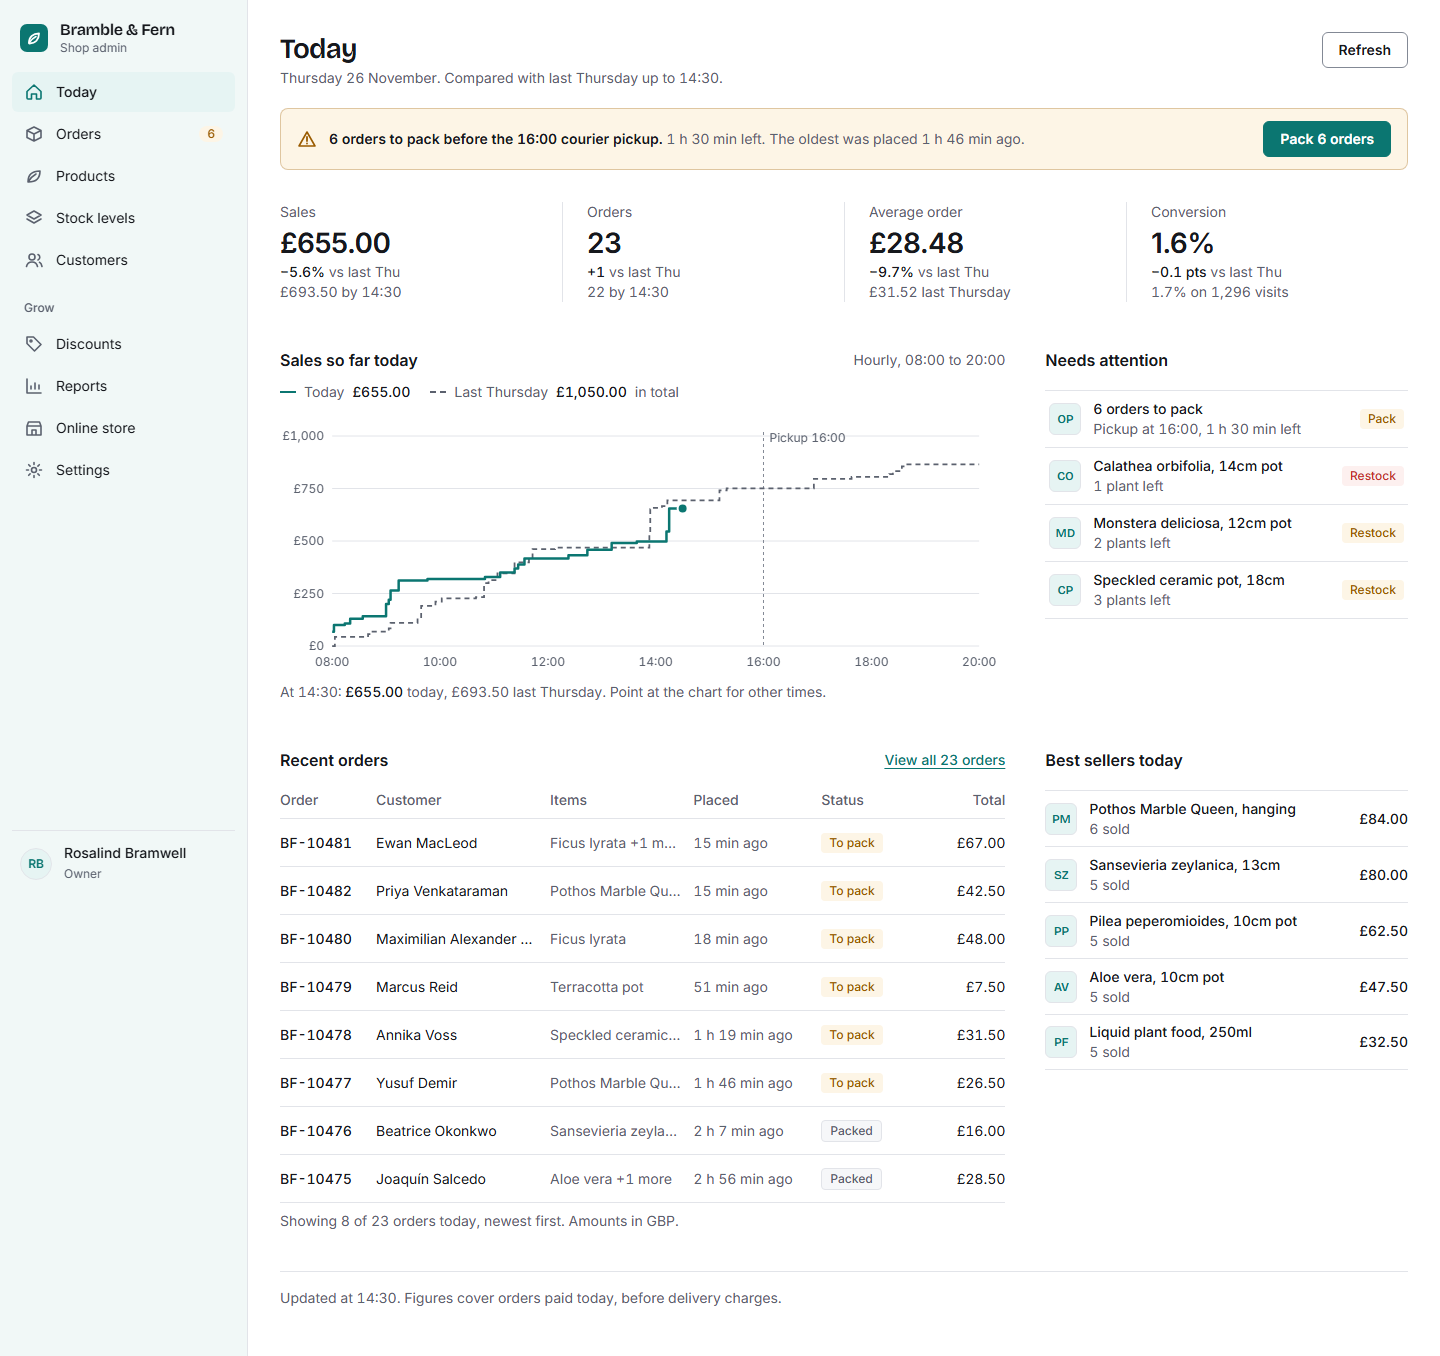 Bramble & Fern
Shop admin
Today
Orders 6
Products
Stock levels
Customers
Grow
Discounts
Reports
Online store
Settings
RB Rosalind Bramwell
Owner
Today
Refresh
Thursday 26 November. Compared with last Thursday up to 14:30.
6 orders to pack before the 16:00 courier pickup. 1 h 30 min left. The oldest was placed 1 h 46 min ago.
Pack 6 orders
Sales
£655.00
−5.6% vs last Thu
£693.50 by 14:30
Orders
23
+1 vs last Thu
22 by 14:30
Average order
£28.48
−9.7% vs last Thu
£31.52 last Thursday
Conversion
1.6%
−0.1 pts vs last Thu
1.7% on 1,296 visits
Sales so far today
Hourly, 08:00 to 20:00
Today £655.00 Last Thursday £1,050.00 in total
£1,000
£750
£500
£250
£0
Pickup 16:00
08:00 10:00 12:00 14:00 16:00 18:00 20:00
At 14:30: £655.00 today, £693.50 last Thursday. Point at the chart for other times.
Needs attention
OP 6 orders to pack
Pickup at 16:00, 1 h 30 min left
Pack
CO Calathea orbifolia, 14cm pot
1 plant left
Restock
MD Monstera deliciosa, 12cm pot
2 plants left
Restock
CP Speckled ceramic pot, 18cm
3 plants left
Restock
Recent orders
View all 23 orders
Order Customer Items Placed Status Total
BF-10481 Ewan MacLeod Ficus lyrata +1 m... 15 min ago To pack £67.00
BF-10482 Priya Venkataraman Pothos Marble Qu... 15 min ago To pack £42.50
BF-10480 Maximilian Alexander ... Ficus lyrata 18 min ago To pack £48.00
BF-10479 Marcus Reid Terracotta pot 51 min ago To pack £7.50
BF-10478 Annika Voss Speckled ceramic... 1 h 19 min ago To pack £31.50
BF-10477 Yusuf Demir Pothos Marble Qu... 1 h 46 min ago To pack £26.50
BF-10476 Beatrice Okonkwo Sansevieria zeyla... 2 h 7 min ago Packed £16.00
BF-10475 Joaquín Salcedo Aloe vera +1 more 2 h 56 min ago Packed £28.50
Showing 8 of 23 orders today, newest first. Amounts in GBP.
Best sellers today
PM Pothos Marble Queen, hanging
6 sold
£84.00
SZ Sansevieria zeylanica, 13cm
5 sold
£80.00
PP Pilea peperomioides, 10cm pot
5 sold
£62.50
AV Aloe vera, 10cm pot
5 sold
£47.50
PF Liquid plant food, 250ml
5 sold
£32.50
Updated at 14:30. Figures cover orders paid today, before delivery charges.